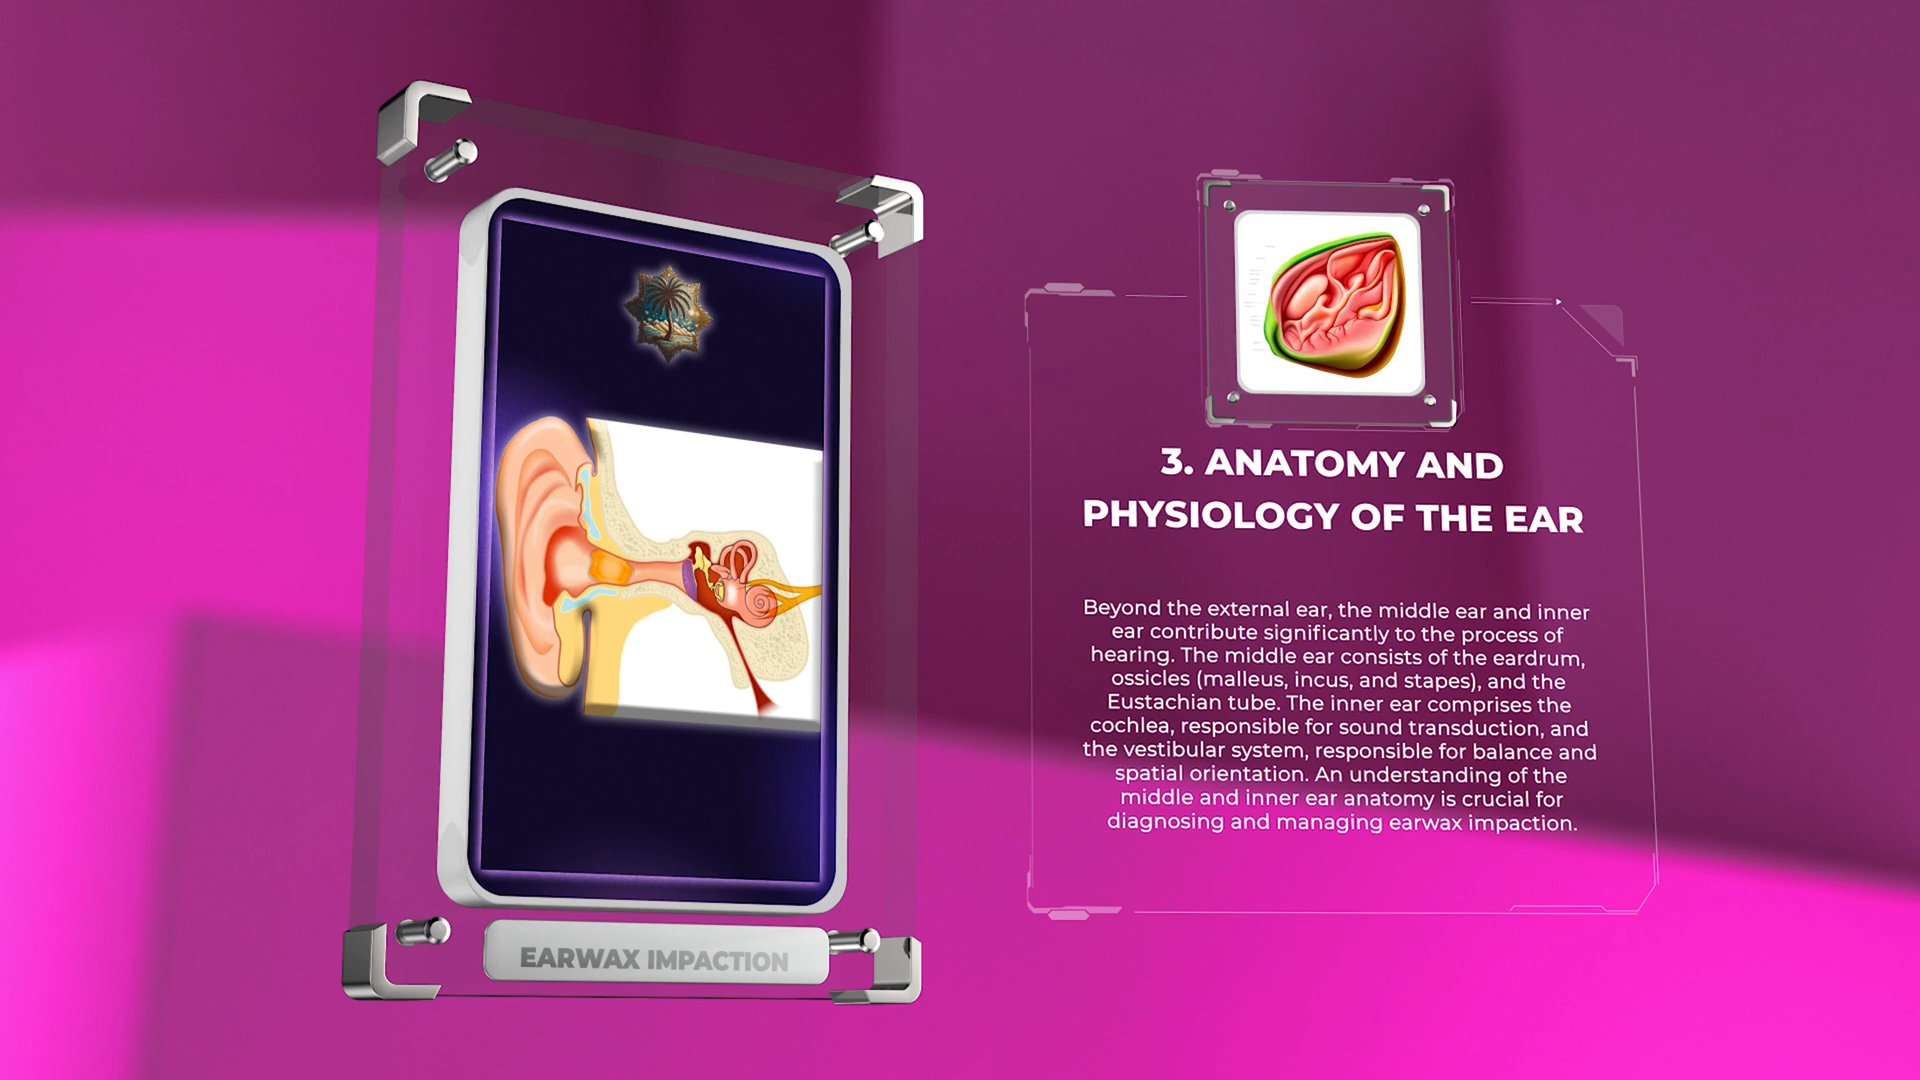 EARWAX IMPACTION
3. ANATOMY AND
PHYSIOLOGY OF THE EAR
Beyond the external ear, the middle ear and inner
ear contribute significantly to the process of
hearing. The middle ear consists of the eardrum,
ossicles (malleus, incus, and stapes), and the
Eustachian tube. The inner ear comprises the
cochlea, responsible for sound transduction, and
the vestibular system, responsible for balance and
spatial orientation. An understanding of the
middle and inner ear anatomy is crucial for
diagnosing and managing earwax impaction.